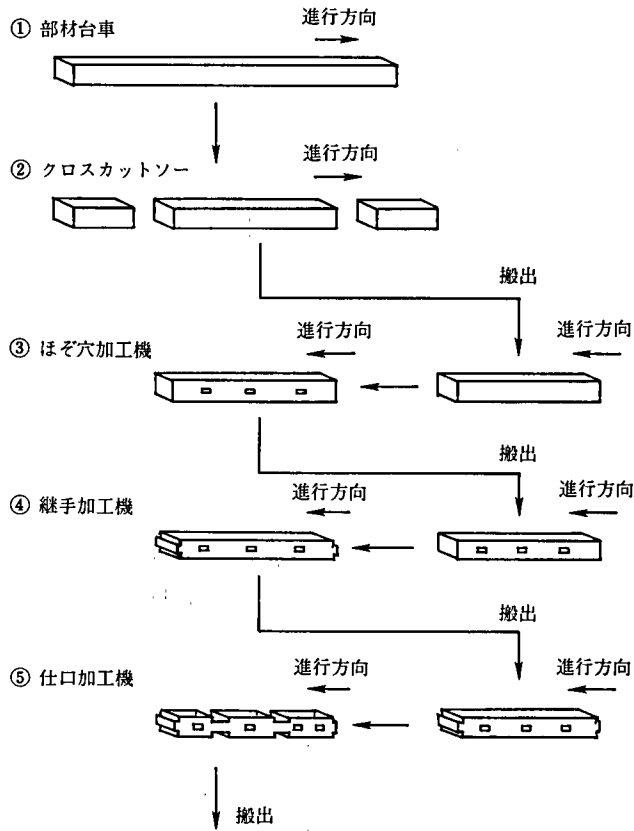 進行方向
① 部材台車
進行方向
② クロスカットソー
搬出
進行方向
進行方向
③ ほぞ穴加工機
搬出
進行方向
進行方向
④ 継手加工機
搬出
進行方向
進行方向
⑤ 仕口加工機
搬出